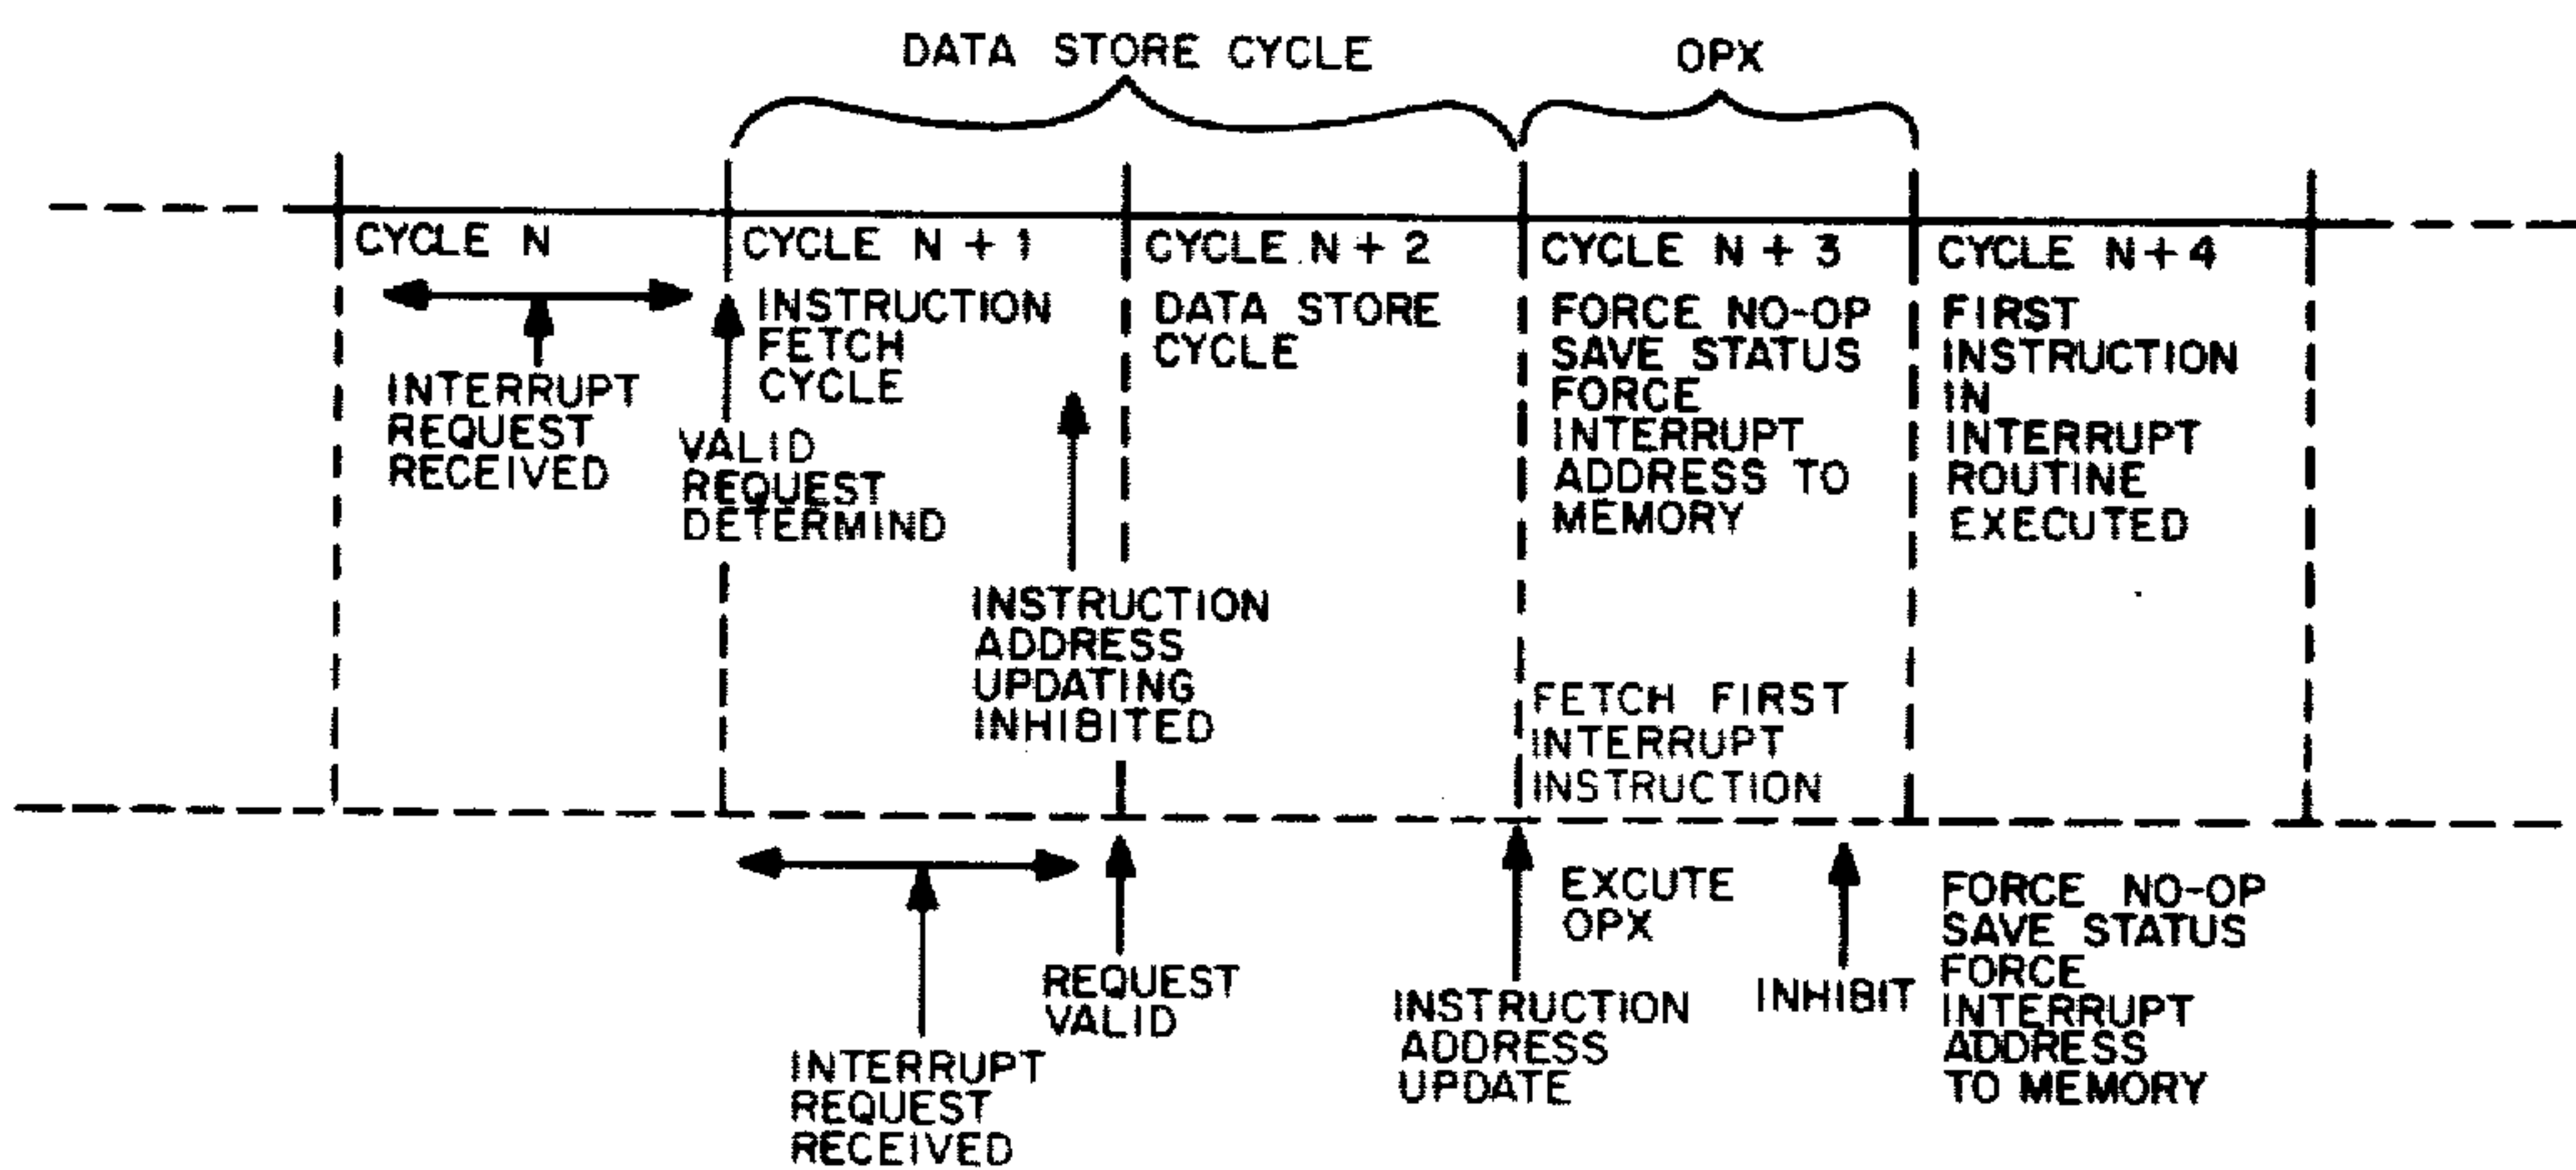 DATA STORE CYCLE
OPX
CYCLE N
CYCLE N + 1
CYCLE N + 2
CYCLE N + 3
CYCLE N + 4
INTERRUPT
REQUEST
RECEIVED
VALID
REQUEST
DETERMIND
INSTRUCTION
FETCH
CYCLE
INSTRUCTION
ADDRESS
UPDATING
INHIBITED
DATA STORE
CYCLE
FORCE NO-OP
SAVE STATUS
FORCE
INTERRUPT
ADDRESS TO
MEMORY
FETCH FIRST
INTERRUPT
INSTRUCTION
FIRST
INSTRUCTION
IN
INTERRUPT
ROUTINE
EXECUTED
INTERRUPT
REQUEST
RECEIVED
REQUEST
VALID
INSTRUCTION
ADDRESS
UPDATE
EXCUTE
OPX
INHIBIT
FORCE NO-OP
SAVE STATUS
FORCE
INTERRUPT
ADDRESS
TO MEMORY